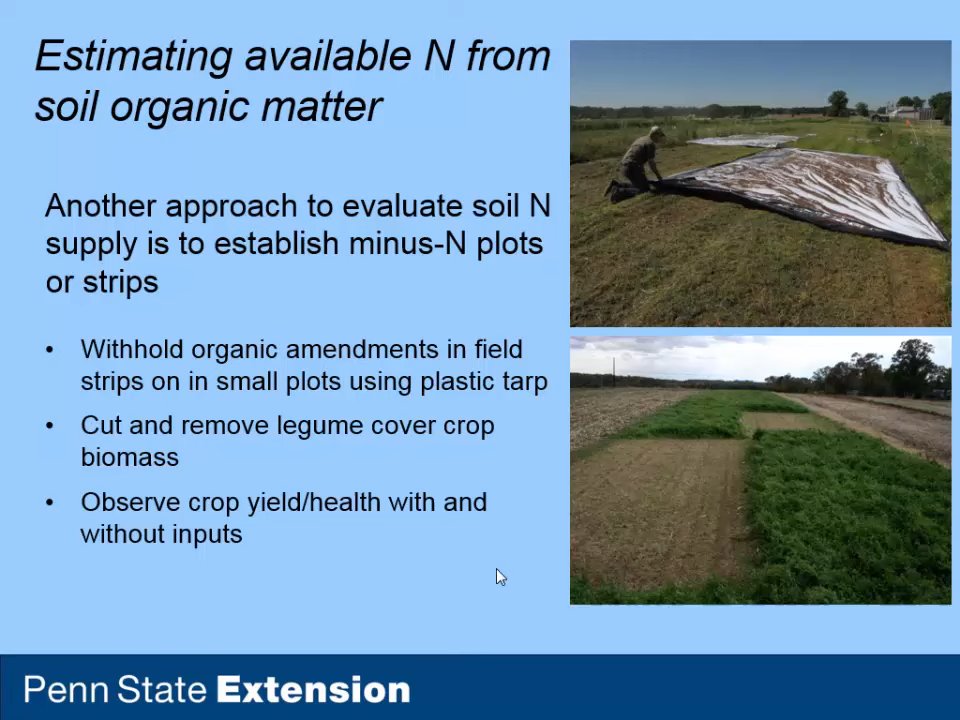 Estimating available N from
soil organic matter
Another approach to evaluate soil N
supply is to establish minus-N plots
or strips
• Withhold organic amendments in field
strips on in small plots using plastic tarp
• Cut and remove legume cover crop
biomass
• Observe crop yield/health with and
without inputs
Penn State Extension